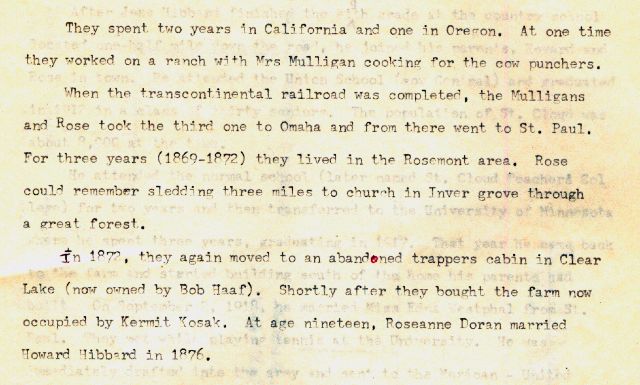 They spent two years in California and one in Oregon. At one time
they worked on a ranch with Mrs Mulligan cooking for the cow punchers.
When the transcontinental railroad was completed, the Mulligans
and Rose took the third one to Omaha and from there went to St. Paul.
For three years (1869-1872) they lived in the Rosemont area. Rose
could remember sledding three miles to church in Inver grove through
a great forest.
In 1872, they again moved to an abandoned trappers cabin in Clear
Lake (now owned by Bob Haaf). Shortly after they bought the farm now
occupied by Kermit Kosak. At age nineteen, Roseanne Doran married
Howard Hibbard in 1876.